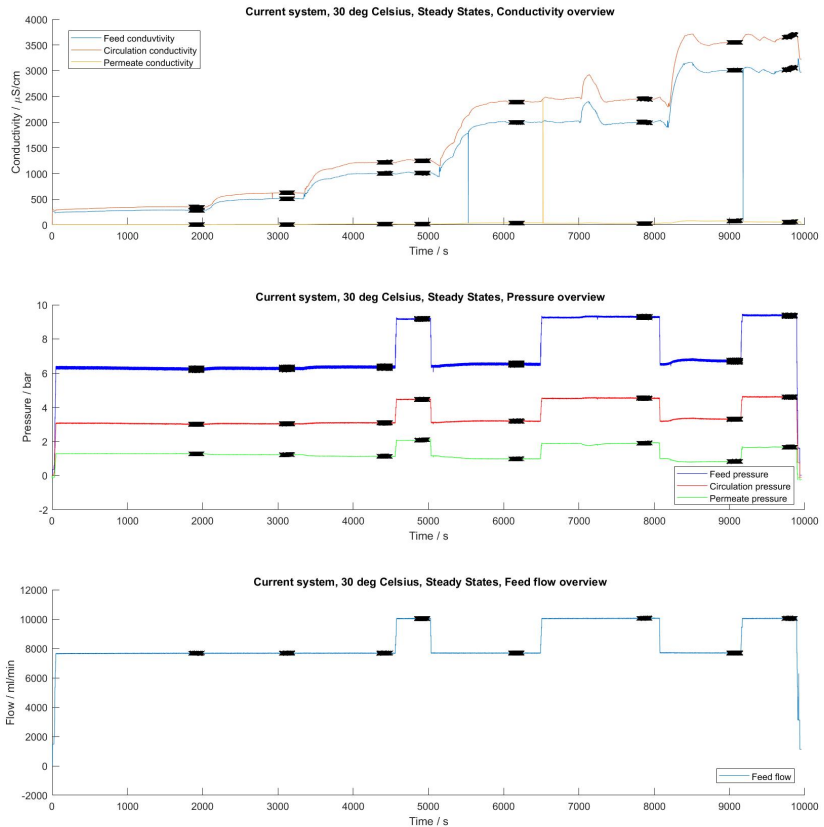 Current system, 30 deg Celsius, Steady States, Conductivity overview
4000
3500
3000
2500
2000
1500
1000
500
0
Conductivity / μS/cm
Feed conduvtivity
Circulation conductivity
Permeate conductivity
0 1000 2000 3000 4000 5000 6000 7000 8000 9000 10000
Time / s
Current system, 30 deg Celsius, Steady States, Pressure overview
10
8
6
4
2
0
-2
Pressure / bar
Feed pressure
Circulation pressure
Permeate pressure
0 1000 2000 3000 4000 5000 6000 7000 8000 9000 10000
Time / s
Current system, 30 deg Celsius, Steady States, Feed flow overview
12000
10000
8000
6000
4000
2000
0
-2000
Flow / ml/min
Feed flow
0 1000 2000 3000 4000 5000 6000 7000 8000 9000 10000
Time / s